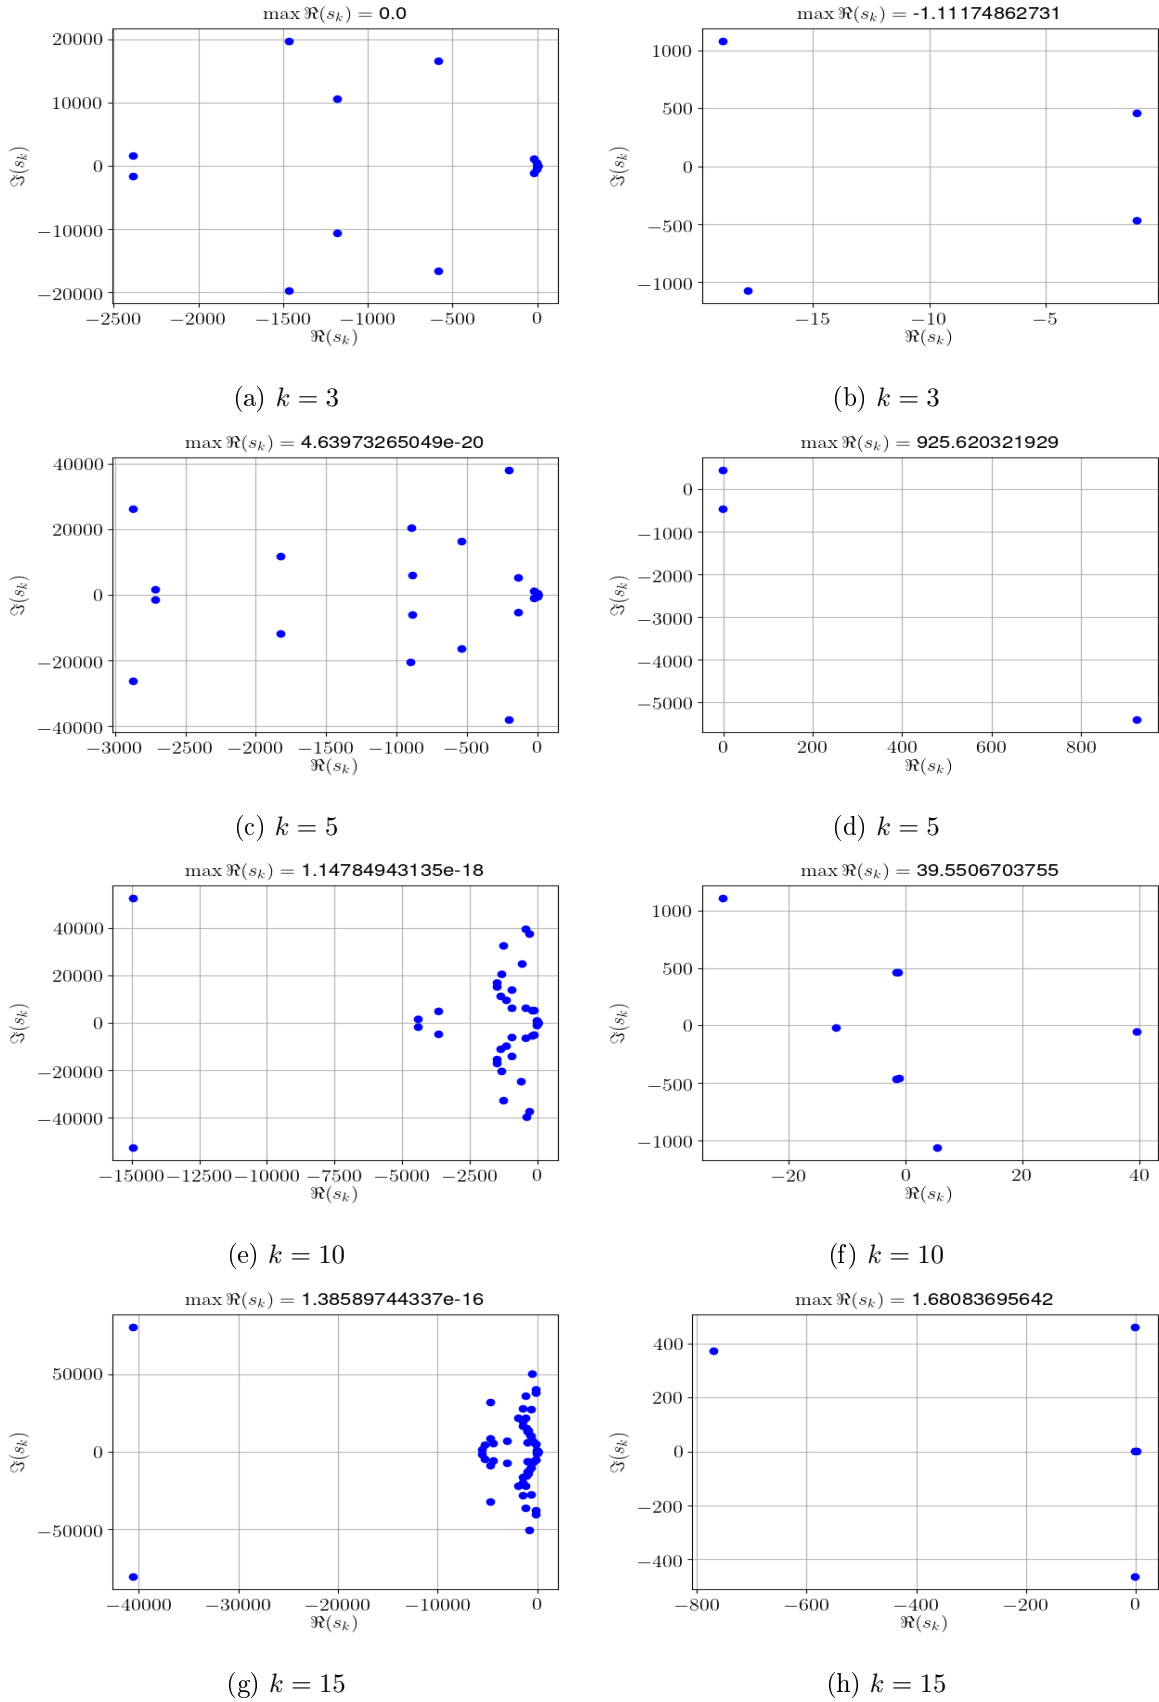 max ℜ(s_k) = 0.0
20000
10000
0
−10000
−20000
ℑ(s_k)
−2500 −2000 −1500 −1000 −500 0
ℜ(s_k)
(a) k = 3
max ℜ(s_k) = -1.11174862731
1000
500
0
−500
−1000
ℑ(s_k)
−15 −10 −5
ℜ(s_k)
(b) k = 3
max ℜ(s_k) = 4.63973265049e-20
40000
20000
0
−20000
−40000
ℑ(s_k)
−3000 −2500 −2000 −1500 −1000 −500 0
ℜ(s_k)
(c) k = 5
max ℜ(s_k) = 925.620321929
0
−1000
−2000
−3000
−4000
−5000
ℑ(s_k)
0 200 400 600 800
ℜ(s_k)
(d) k = 5
max ℜ(s_k) = 1.14784943135e-18
40000
20000
0
−20000
−40000
ℑ(s_k)
−15000 −12500 −10000 −7500 −5000 −2500 0
ℜ(s_k)
(e) k = 10
max ℜ(s_k) = 39.5506703755
1000
500
0
−500
−1000
ℑ(s_k)
−20 0 20 40
ℜ(s_k)
(f) k = 10
max ℜ(s_k) = 1.38589744337e-16
50000
0
−50000
ℑ(s_k)
−40000 −30000 −20000 −10000 0
ℜ(s_k)
(g) k = 15
max ℜ(s_k) = 1.68083695642
400
200
0
−200
−400
ℑ(s_k)
−800 −600 −400 −200 0
ℜ(s_k)
(h) k = 15